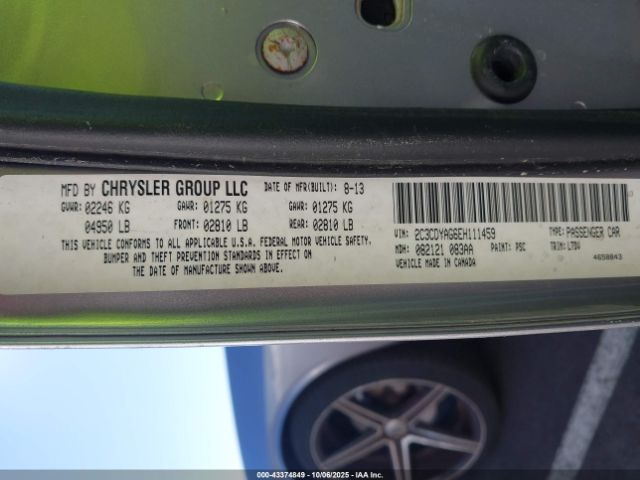 MFD BY CHRYSLER GROUP LLC DATE OF MFR(BUILT): 8-13
GVWR: 02246 KG GAWR: 01275 KG GAWR: 01275 KG
04950 LB FRONT: 02810 LB REAR: 02810 LB
THIS VEHICLE CONFORMS TO ALL APPLICABLE U.S.A. FEDERAL MOTOR VEHICLE SAFETY,
BUMPER AND THEFT PREVENTION STANDARDS IN EFFECT ON
THE DATE OF MANUFACTURE SHOWN ABOVE.
VIN: 2C3CDYAG6EH111459 TYPE: PASSENGER CAR
MDH: 082121 083AA PAINT: PSC TRIM: LTDV
VEHICLE MADE IN CANADA 4658843
000-43374849 | 10/06/2025 | IAA Inc.